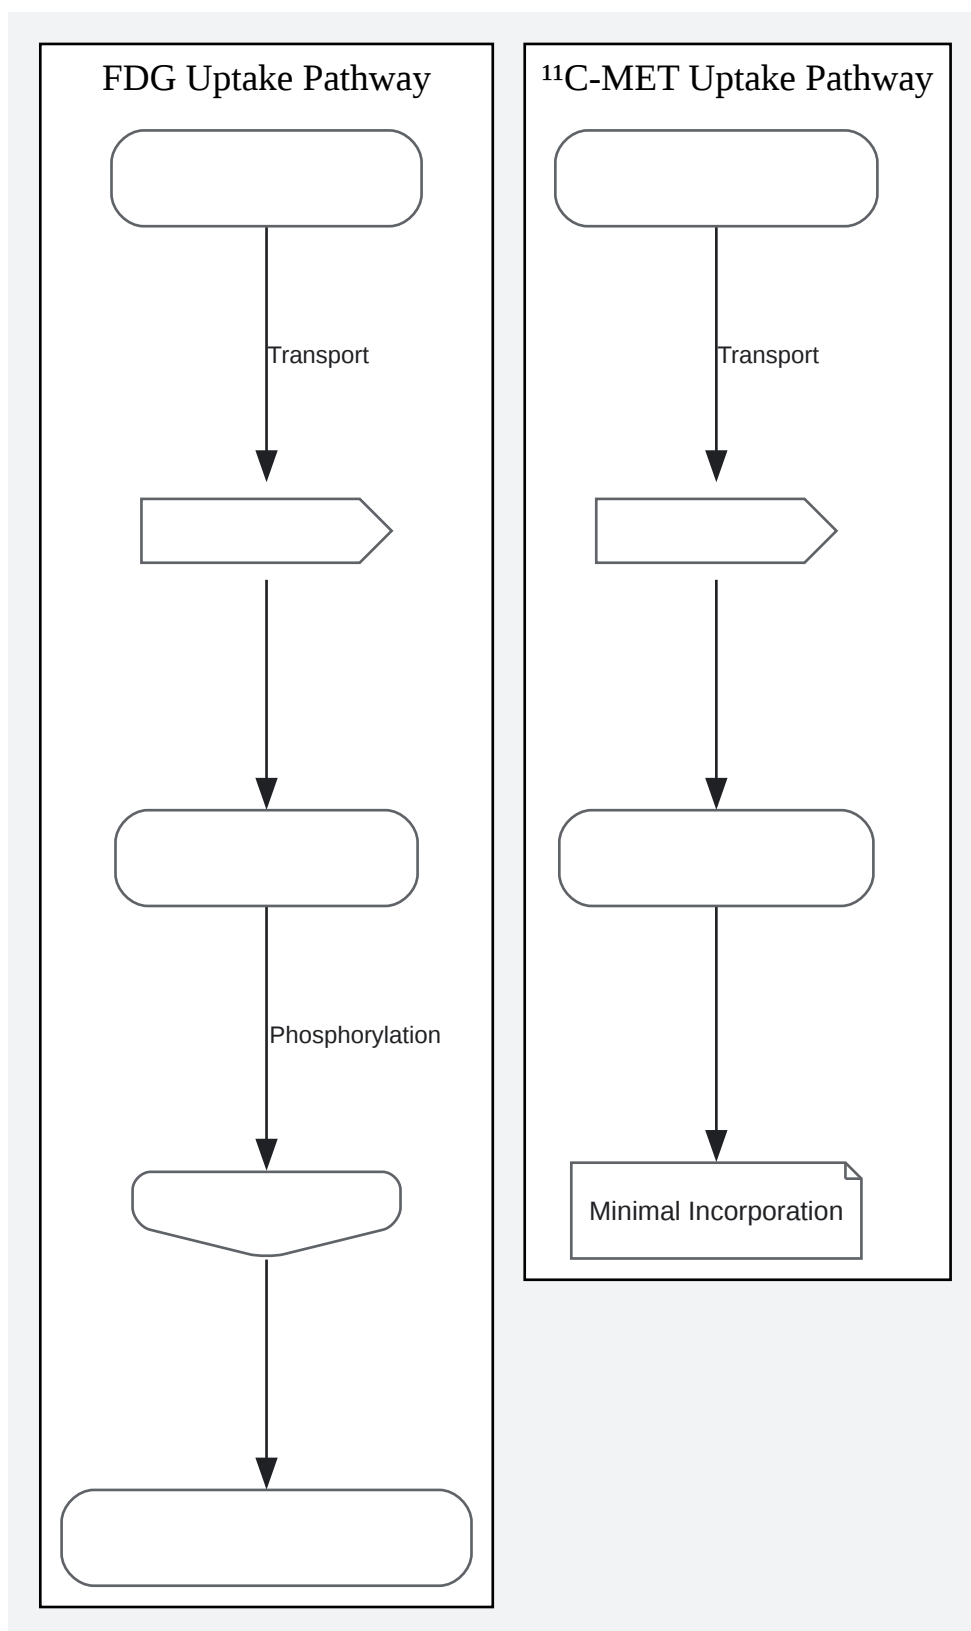 FDG Uptake Pathway
Transport
Phosphorylation
¹¹C-MET Uptake Pathway
Transport
Minimal Incorporation